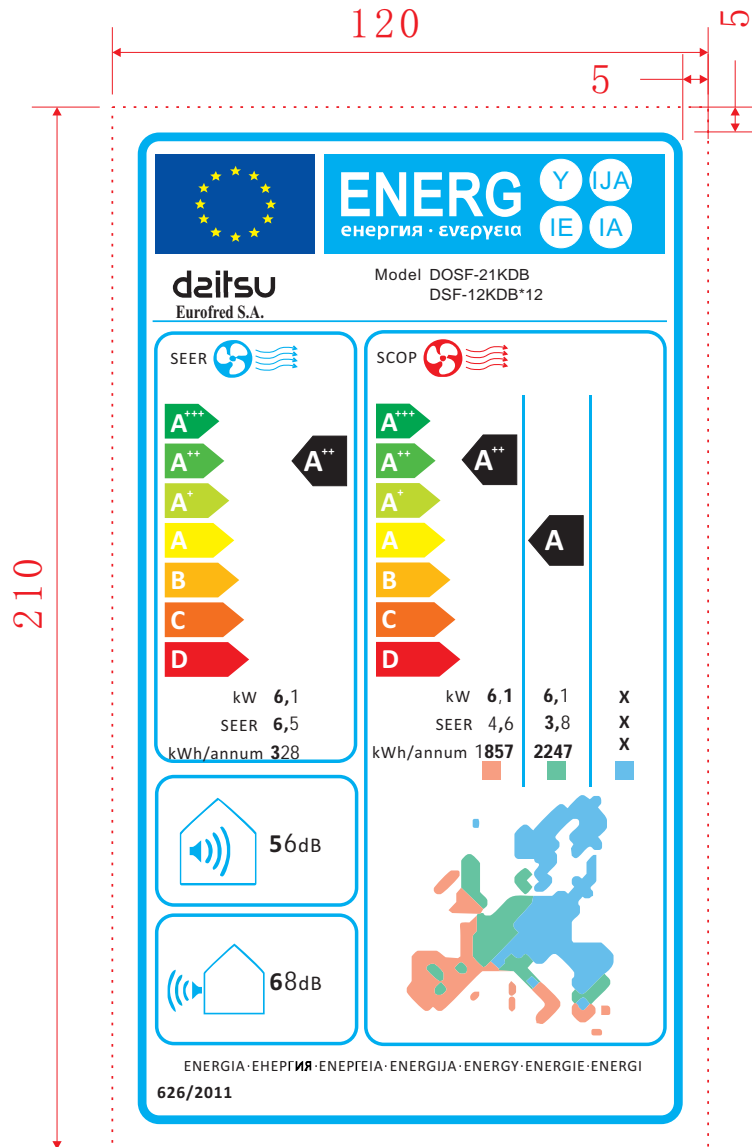 120
5
5
210
ENERG
енергия · ενεργεια
Y IJA
IE IA
daitsu
Eurofred S.A.
Model DOSF-21KDB
DSF-12KDB*12
SEER
A+++
A++
A+
A
B
C
D
A++
kW 6,1
SEER 6,5
kWh/annum 328
SCOP
A+++
A++
A+
A
B
C
D
A++
A
kW 6,1 6,1 X
SEER 4,6 3,8 X
kWh/annum 1857 2247 X
56dB
68dB
ENERGIA·ЕНЕРГИЯ·ΕΝΕΡΓΕΙΑ·ENERGIJA·ENERGY·ENERGIE·ENERGI
626/2011